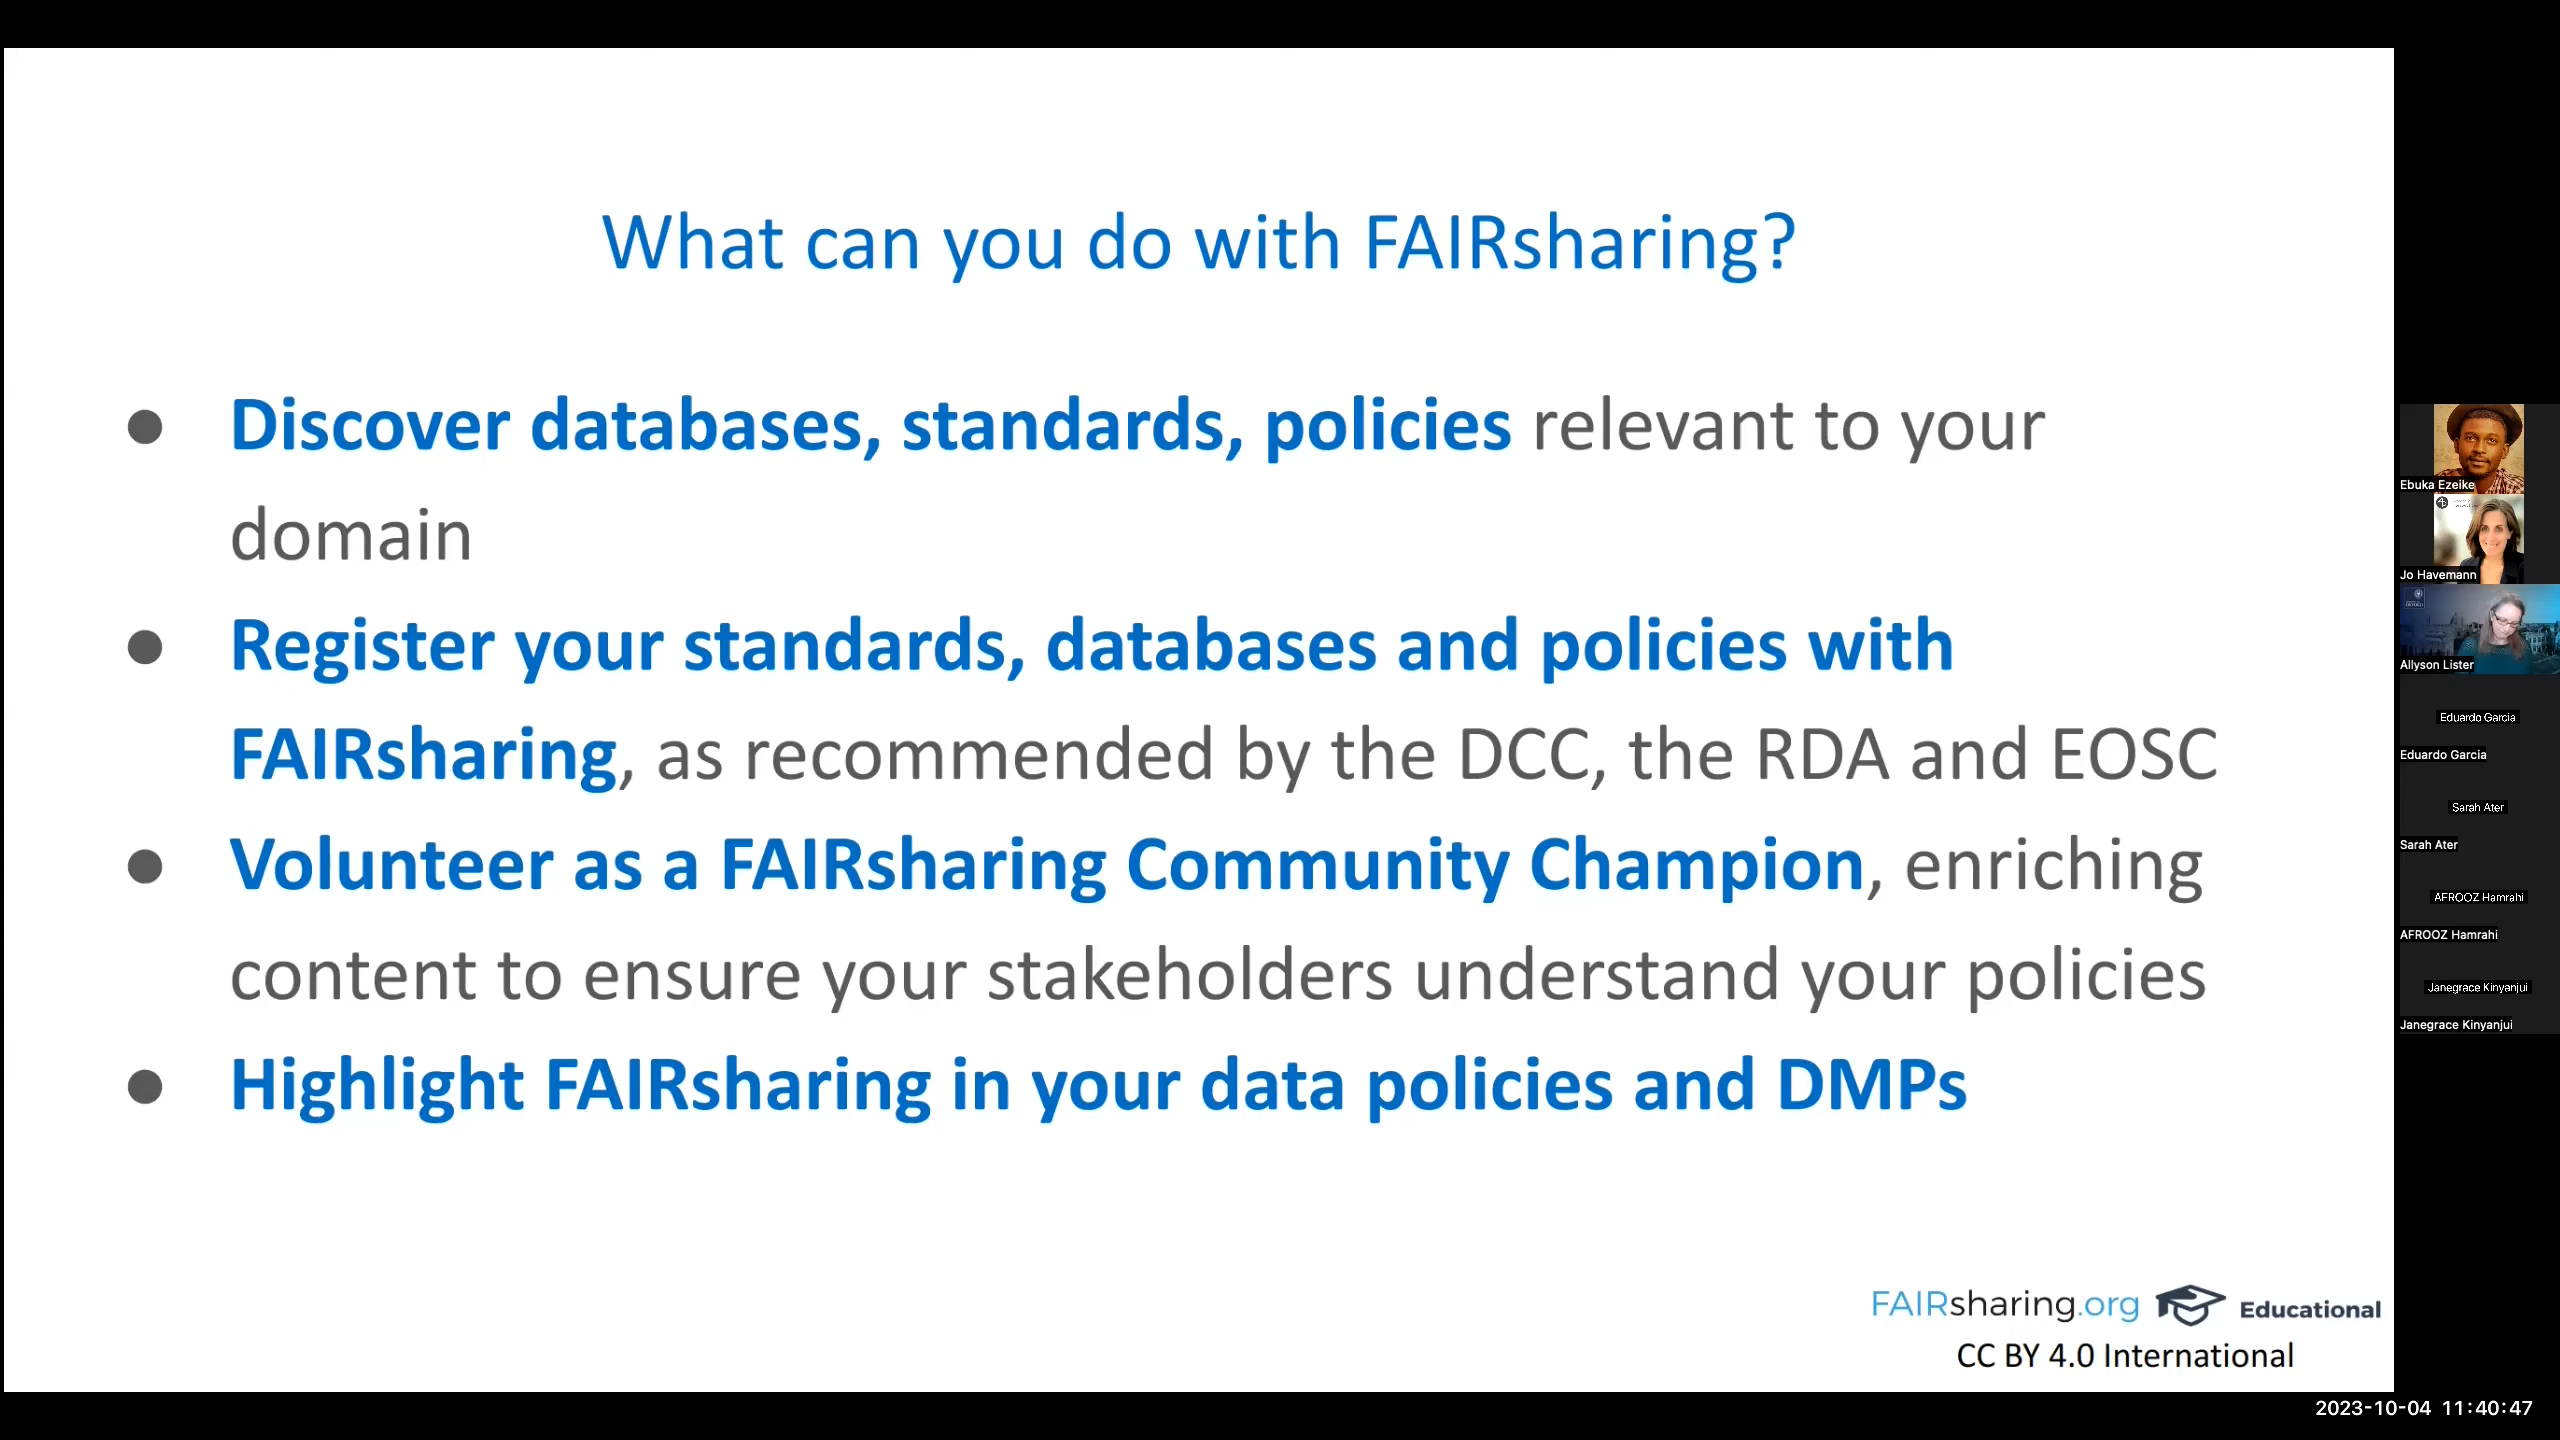 What can you do with FAIRsharing?
● Discover databases, standards, policies relevant to your
domain
● Register your standards, databases and policies with
FAIRsharing, as recommended by the DCC, the RDA and EOSC
● Volunteer as a FAIRsharing Community Champion, enriching
content to ensure your stakeholders understand your policies
● Highlight FAIRsharing in your data policies and DMPs
FAIRsharing.org Educational
CC BY 4.0 International
Ebuka Ezeike
Jo Havemann
Allyson Lister
Eduardo Garcia
Eduardo Garcia
Sarah Ater
Sarah Ater
AFROOZ Hamrahi
AFROOZ Hamrahi
Janegrace Kinyanjui
Janegrace Kinyanjui
2023-10-04 11:40:47